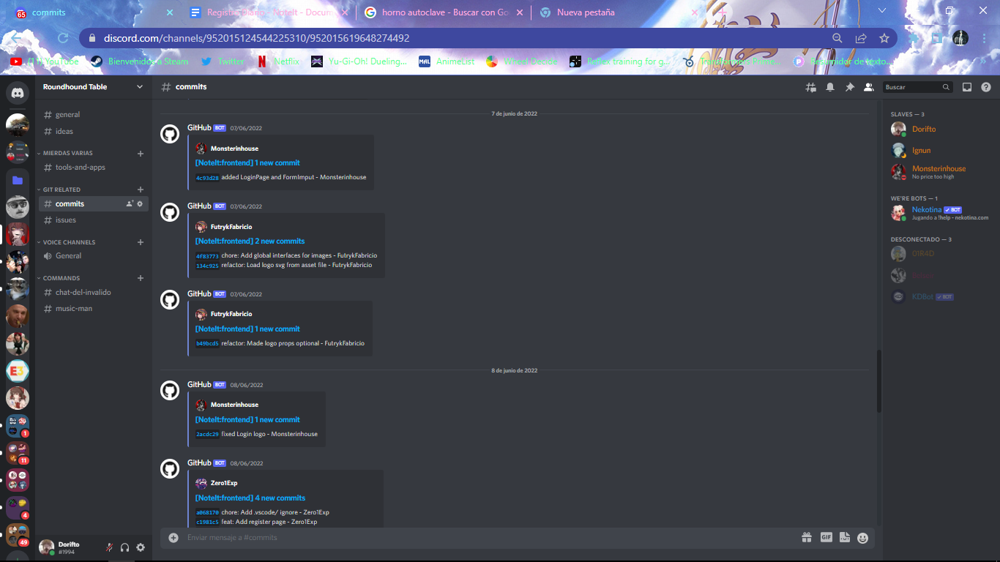 65
commits
Registro Diario - NoteIt - Docum
horno autoclave - Buscar con Go
Nueva pestaña
discord.com/channels/952015124544225310/952015619648274492
(11) YouTube
Bienvenidos a Steam
Twitter
Netflix
Yu-Gi-Oh! Dueling...
MAL
AnimeList
Wheel Decide
Reflex training for g...
P
Resumidor de texto...
Roundhound Table
commits
Buscar
general
ideas
MIERDAS VARIAS
tools-and-apps
GIT RELATED
commits
issues
VOICE CHANNELS
General
COMMANDS
chat-del-invalido
music-man
E3
1
11
4
49
Dorifto
#1994
7 de junio de 2022
GitHub BOT 07/06/2022
Monsterinhouse
[NoteIt:frontend] 1 new commit
4c93d28 added LoginPage and FormImput - Monsterinhouse
GitHub BOT 07/06/2022
FutrykFabricio
[NoteIt:frontend] 2 new commits
4f83773 chore: Add global interfaces for images - FutrykFabricio
134c925 refactor: Load logo svg from asset file - FutrykFabricio
GitHub BOT 07/06/2022
FutrykFabricio
[NoteIt:frontend] 1 new commit
b49bcd5 refactor: Made logo props optional - FutrykFabricio
8 de junio de 2022
GitHub BOT 08/06/2022
Monsterinhouse
[NoteIt:frontend] 1 new commit
2acdc29 fixed Login logo - Monsterinhouse
GitHub BOT 08/06/2022
Zero1Exp
[NoteIt:frontend] 4 new commits
a068170 chore: Add .vscode/ ignore - Zero1Exp
c1981c5 feat: Add register page - Zero1Exp
Enviar mensaje a #commits
GIF
SLAVES — 3
Dorifto
Ignun
Monsterinhouse
No price too high
WE'RE BOTS — 1
Nekotina BOT
Jugando a !help - nekotina.com
DESCONECTADO — 3
01R4D
KDBot BOT